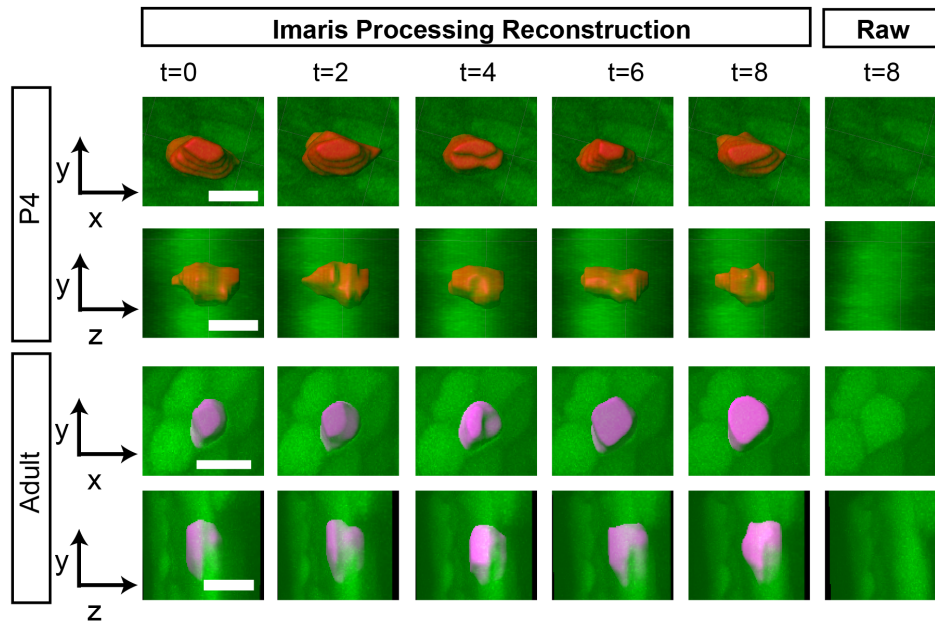 Imaris Processing Reconstruction
Raw
t=0
t=2
t=4
t=6
t=8
t=8
P4
y
x
y
z
Adult
y
x
y
z